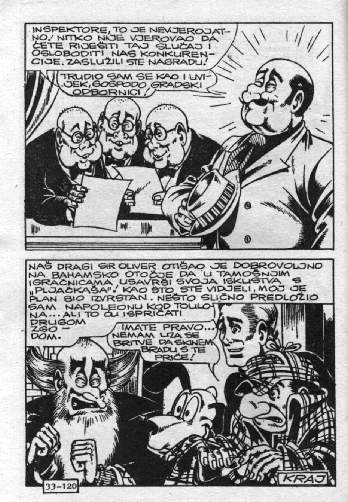 INSPEKTORE, TO JE NEVJEROJAT-
NO! NITKO NIJE VJEROVAO DA
ĆETE RIJEŠITI TAJ SLUČAJ I
OSLOBODITI NAS KONKUREN-
CIJE. ZASLUŽILI STE NAGRADU!
TRUDIO SAM SE KAO I UVI-
JEK, GOSPODO GRADSKI
ODBORNICI!
NAŠ DRAGI SIR OLIVER OTIŠAO JE DOBROVOLJNO
NA BAHAMSKO OTOČJE DA U TAMOŠNJIM
IGRAČNICAMA, USAVRŠI SVOJA ISKUSTVA S
"PLJAČKAŠA". KAO ŠTO STE VIDJELI, MOJ JE
PLAN BIO IZVRSTAN. NEŠTO SLIČNO PREDLOŽIO
SAM NAPOLEONU KOD TOULO-
NA... ALI TO ĆU ISPRIČATI
DRUGOM
ZGO-
DOM.
IMATE PRAVO...
NEMAM UZA SE
BRITVE DA SKINEM
BRADU S TE
PRIČE!
33-120
KRAJ